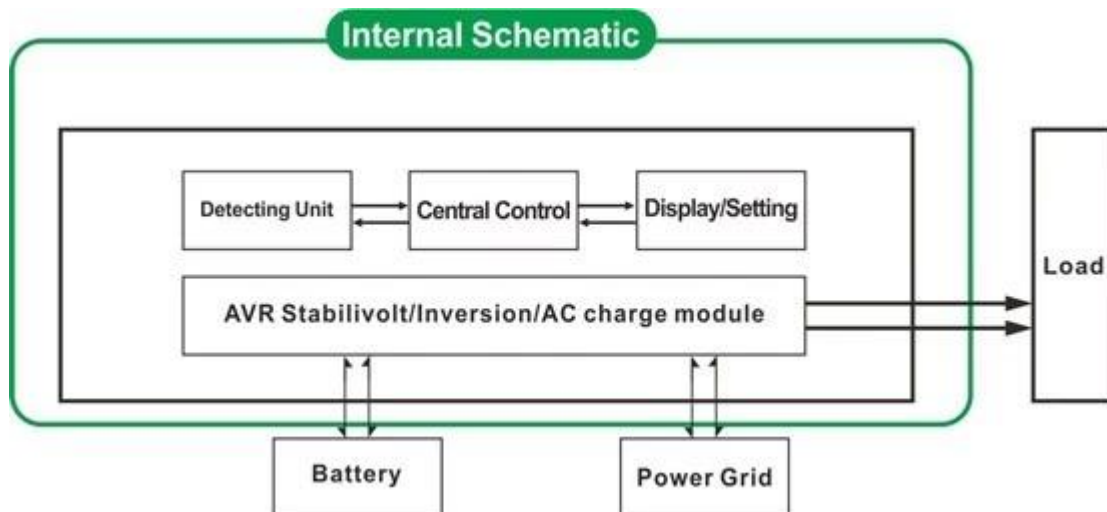 Internal Schematic
Detecting Unit
Central Control
Display/Setting
AVR Stabilivolt/Inversion/AC charge module
Load
Battery
Power Grid